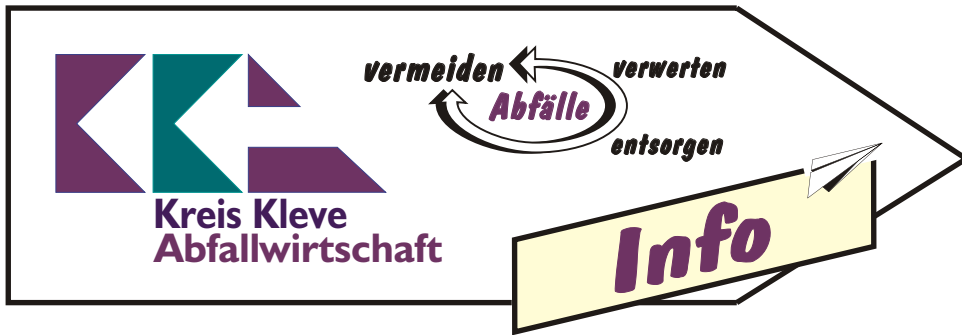 vermeiden
verwerten
Abfälle
entsorgen
Kreis Kleve
Abfallwirtschaft
Info